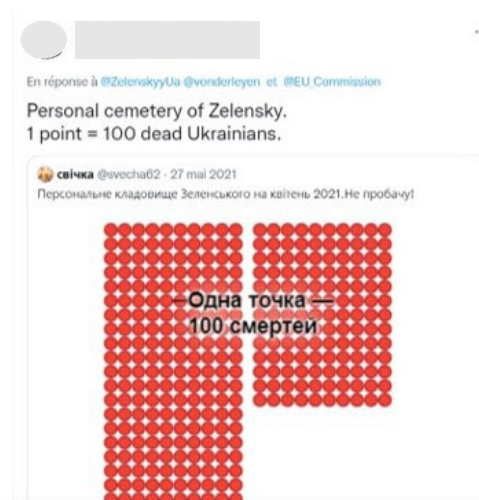 En réponse à @ZelenskyyUa @vonderleyen et @EU_Commission
Personal cemetery of Zelensky.
1 point = 100 dead Ukrainians.
свічка @svecha62 · 27 mai 2021
Персональне кладовище Зеленського на квітень 2021.Не пробачу!
–Одна точка —
100 смертей